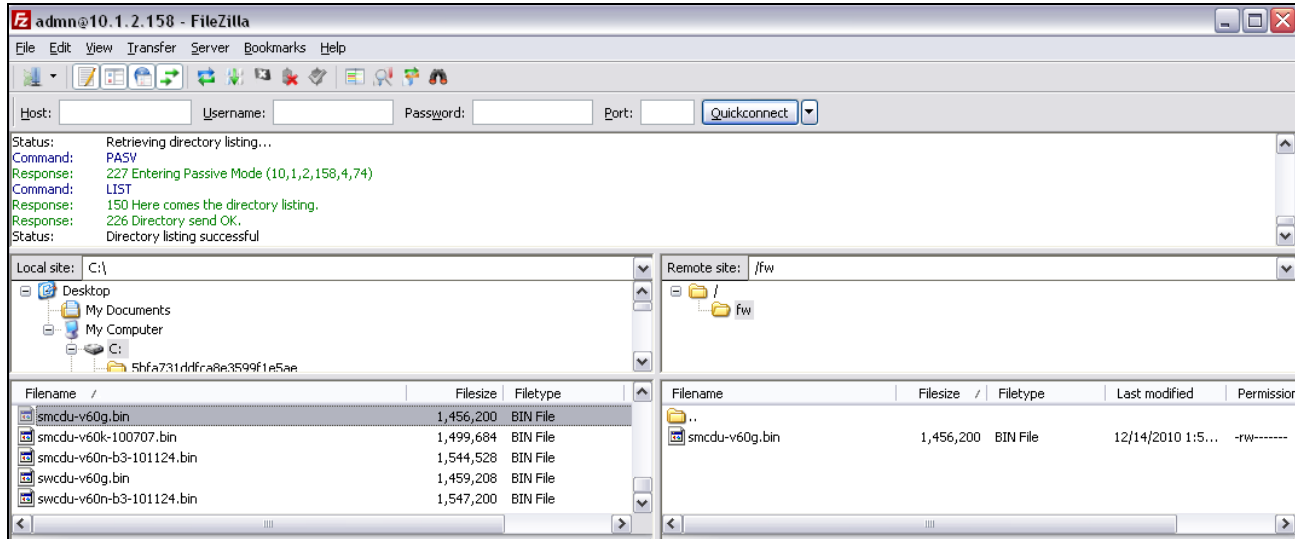 admn@10.1.2.158 - FileZilla
File Edit View Transfer Server Bookmarks Help
Host: Username: Password: Port: Quickconnect
Status: Retrieving directory listing...
Command: PASV
Response: 227 Entering Passive Mode (10,1,2,158,4,74)
Command: LIST
Response: 150 Here comes the directory listing.
Response: 226 Directory send OK.
Status: Directory listing successful
Local site: C:\ Remote site: /fw
Desktop /
My Documents fw
My Computer
C:
5bfa731ddfca8e3599f1e5ae
Filename / Filesize Filetype Filename Filesize / Filetype Last modified Permission
smcdu-v60g.bin 1,456,200 BIN File ..
smcdu-v60k-100707.bin 1,499,684 BIN File smcdu-v60g.bin 1,456,200 BIN File 12/14/2010 1:5... -rw-------
smcdu-v60n-b3-101124.bin 1,544,528 BIN File
swcdu-v60g.bin 1,459,208 BIN File
swcdu-v60n-b3-101124.bin 1,547,200 BIN File